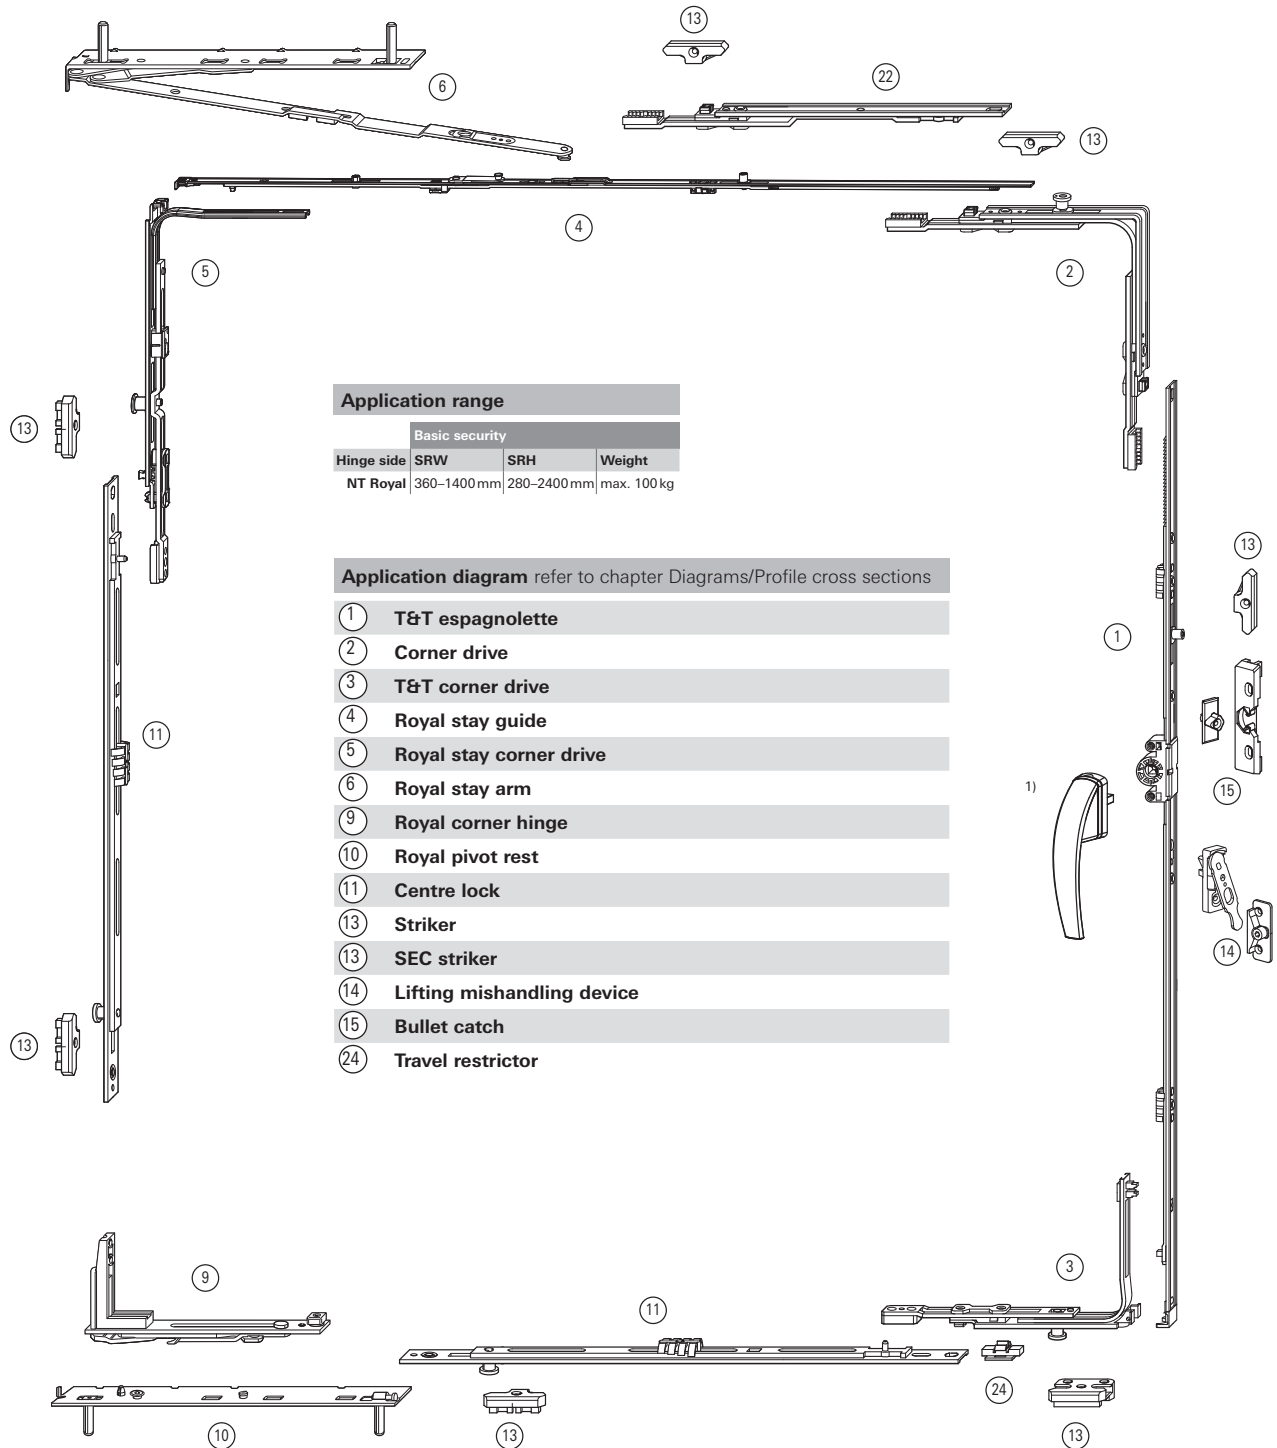 13
6
22
13
4
5
2
Application range
Basic security
Hinge side SRW SRH Weight
NT Royal 360–1400 mm 280–2400 mm max. 100 kg
13
13
Application diagram refer to chapter Diagrams/Profile cross sections
1 T&T espagnolette
2 Corner drive
3 T&T corner drive
4 Royal stay guide
5 Royal stay corner drive
6 Royal stay arm
9 Royal corner hinge
10 Royal pivot rest
11 Centre lock
13 Striker
13 SEC striker
14 Lifting mishandling device
15 Bullet catch
24 Travel restrictor
1
11
1)
15
14
13
3
9
11
24
10
13
13